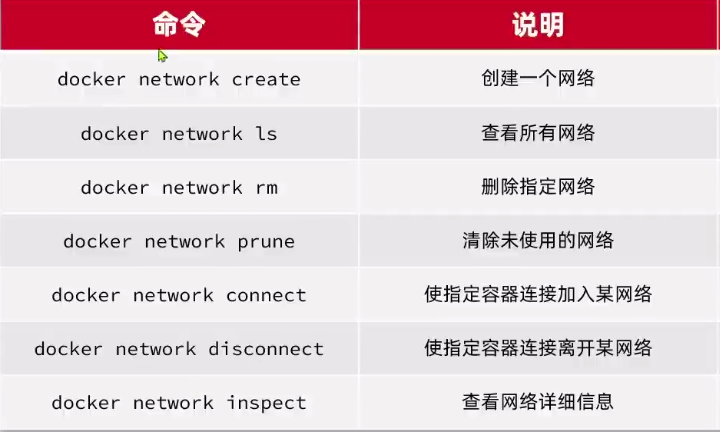 命令 说明
docker network create 创建一个网络
docker network ls 查看所有网络
docker network rm 删除指定网络
docker network prune 清除未使用的网络
docker network connect 使指定容器连接加入某网络
docker network disconnect 使指定容器连接离开某网络
docker network inspect 查看网络详细信息